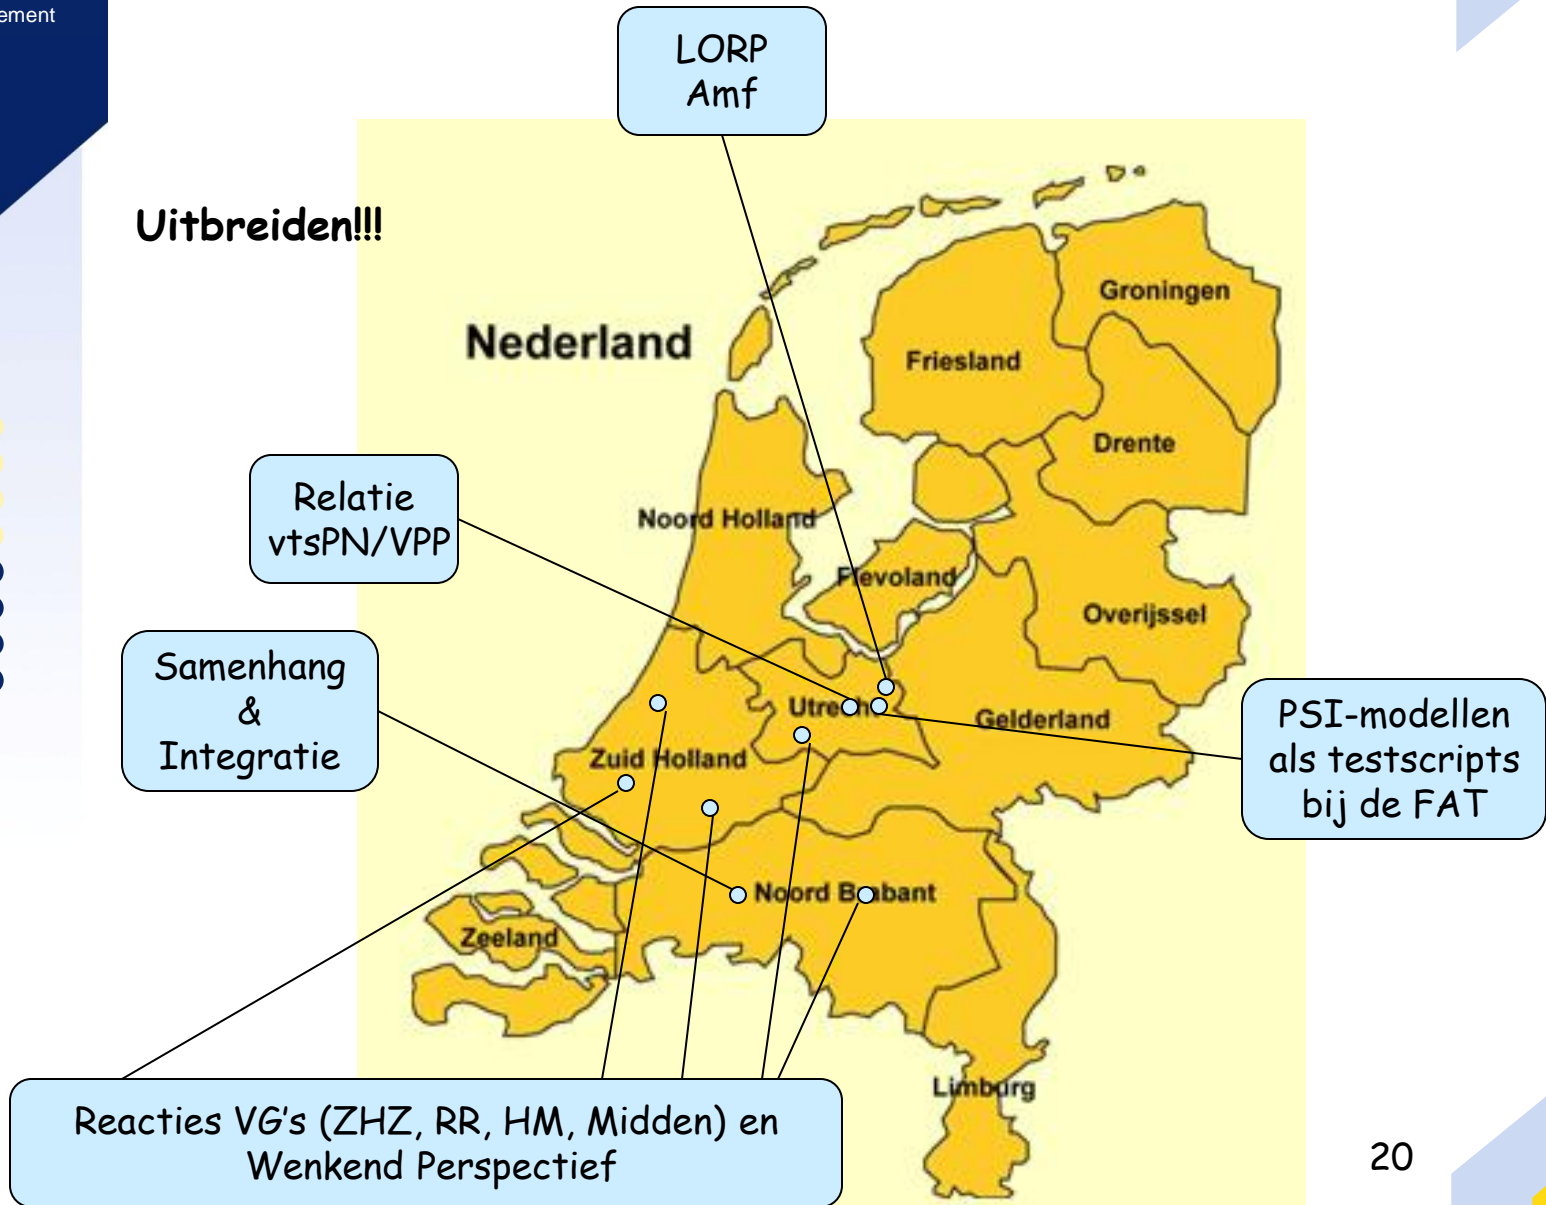 ement
LORP
Amf
Uitbreiden!!!
Nederland
Groningen
Friesland
Drente
Relatie
vtsPN/VPP
Noord Holland
Flevoland
Overijssel
Samenhang
&
Integratie
Utrecht
Gelderland
PSI-modellen
als testscripts
bij de FAT
Zuid Holland
Noord Brabant
Zeeland
Limburg
Reacties VG's (ZHZ, RR, HM, Midden) en
Wenkend Perspectief
20